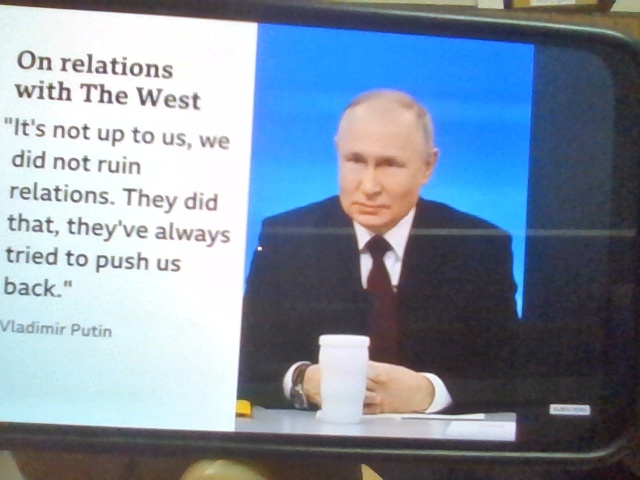 On relations
with The West
"It's not up to us, we
did not ruin
relations. They did
that, they've always
tried to push us
back."
Vladimir Putin